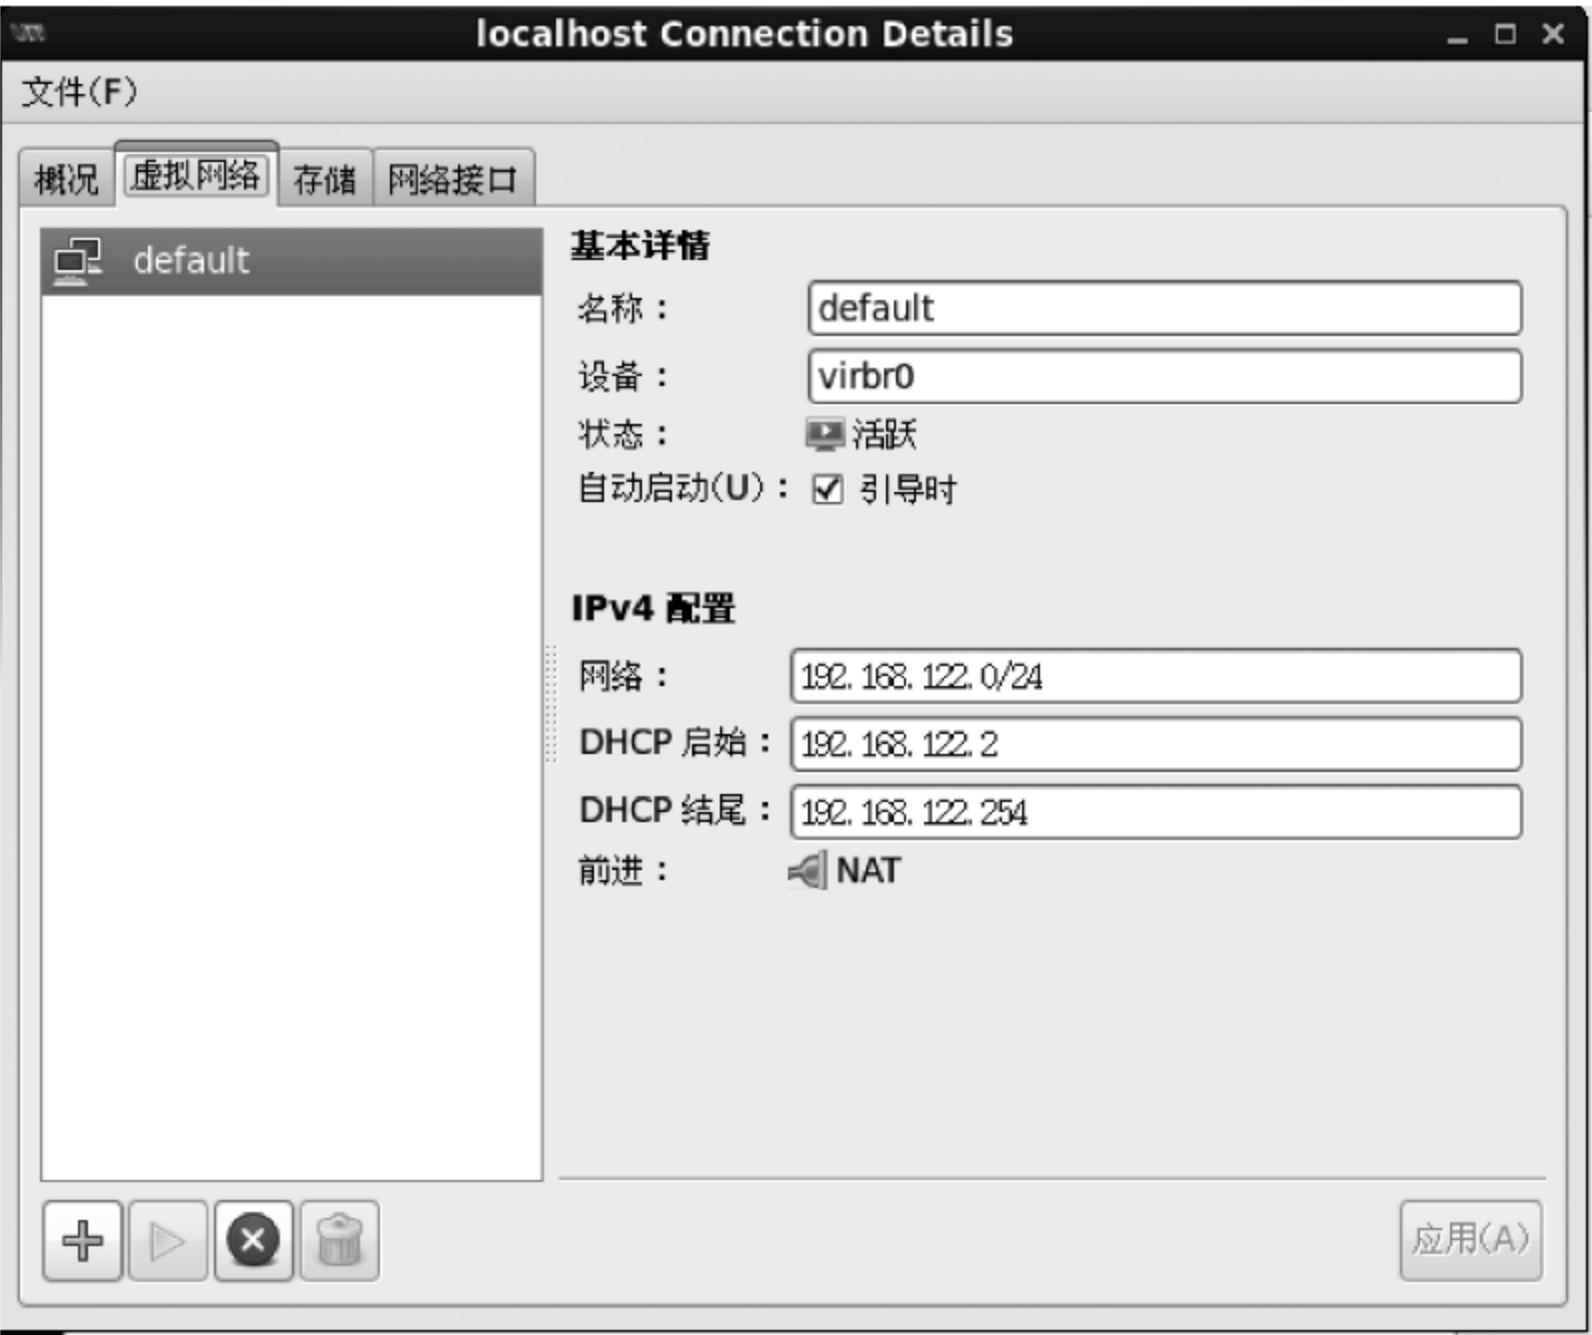 localhost Connection Details
文件(F)
概况 虚拟网络 存储 网络接口
default
基本详情
名称： default
设备： virbr0
状态： 活跃
自动启动(U)： 引导时
IPv4 配置
网络： 192.168.122.0/24
DHCP 启始： 192.168.122.2
DHCP 结尾： 192.168.122.254
前进： NAT
应用(A)